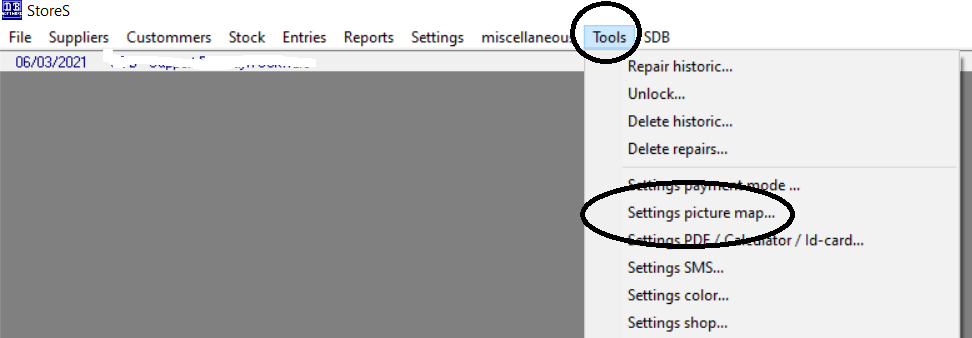 StoreS
File Suppliers Custommers Stock Entries Reports Settings miscellaneous Tools SDB
06/03/2021
Repair historic...
Unlock...
Delete historic...
Delete repairs...
Settings payment mode ...
Settings picture map...
Settings PDF / Calculator / Id-card...
Settings SMS...
Settings color...
Settings shop...